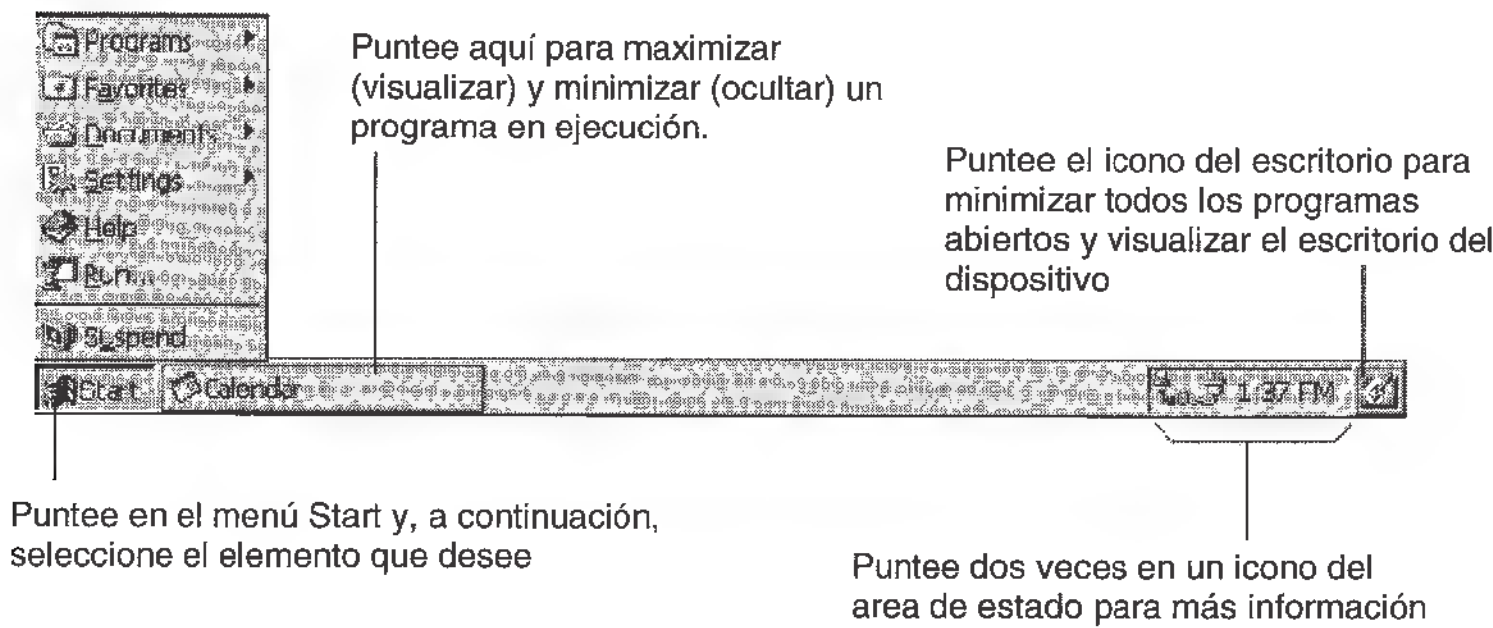 Programs
Favorites
Documents
Settings
Help
Run...
Suspend
Start
Calendar
1:37 PM
Puntee aquí para maximizar
(visualizar) y minimizar (ocultar) un
programa en ejecución.
Puntee el icono del escritorio para
minimizar todos los programas
abiertos y visualizar el escritorio del
dispositivo
Puntee en el menú Start y, a continuación,
seleccione el elemento que desee
Puntee dos veces en un icono del
area de estado para más información